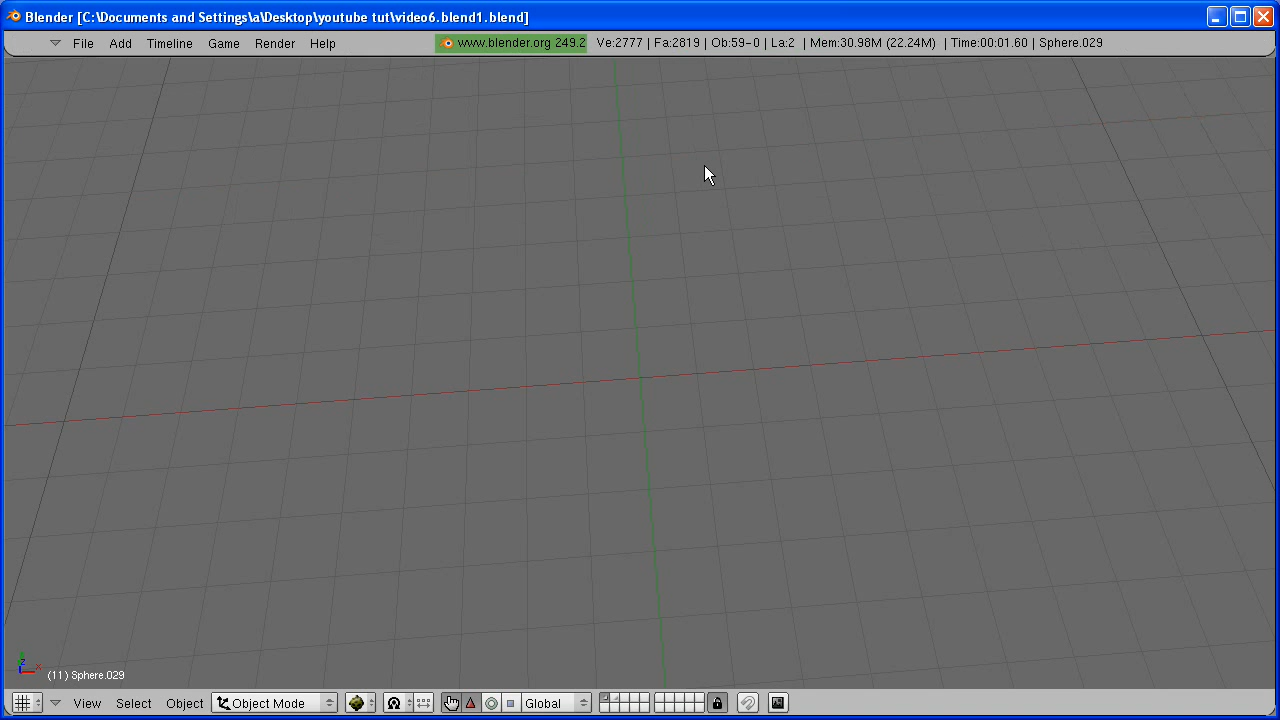 Blender [C:\Documents and Settings\a\Desktop\youtube tut\video6.blend1.blend]
File Add Timeline Game Render Help www.blender.org 249.2 Ve:2777 | Fa:2819 | Ob:59-0 | La:2 | Mem:30.98M (22.24M) | Time:00:01.60 | Sphere.029
Z X
(11) Sphere.029
View Select Object Object Mode Global